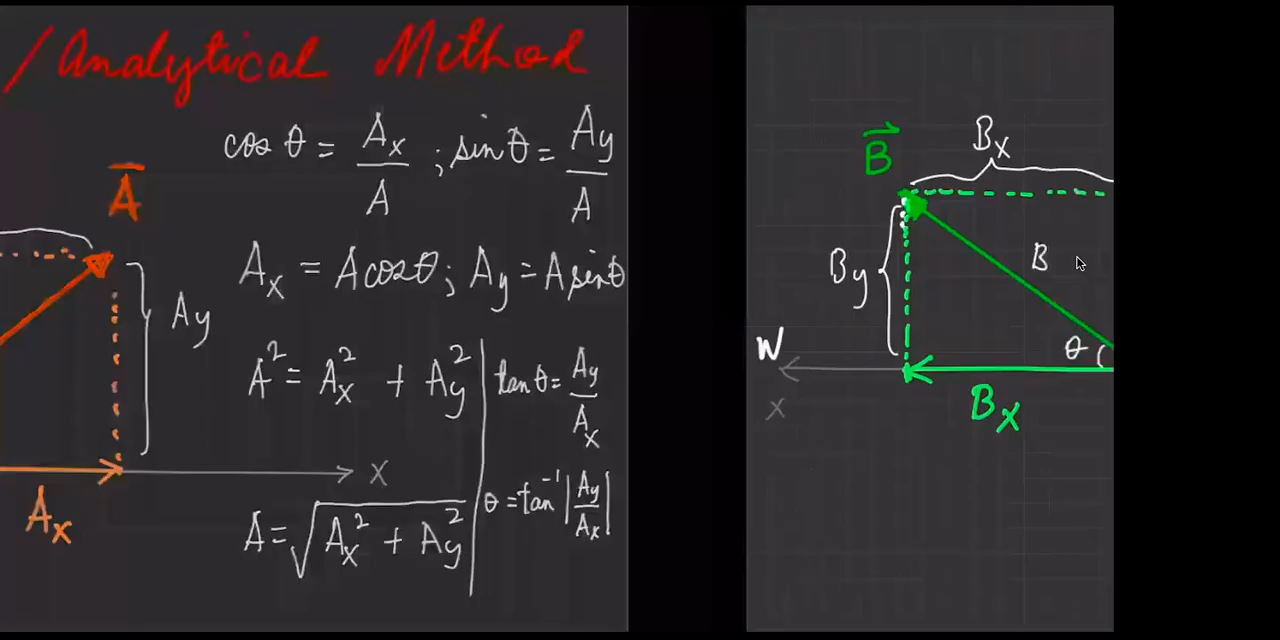 /Analytical Method
cos θ = Ax/A ; sin θ = Ay/A
A
Ax = A cos θ ; Ay = A sin θ
Ay
A² = Ax² + Ay²
tan θ = Ay/Ax
X
θ = tan⁻¹ |Ay/Ax|
Ax
A = √(Ax² + Ay²)
B
Bx
By
B
W
θ
X
Bx